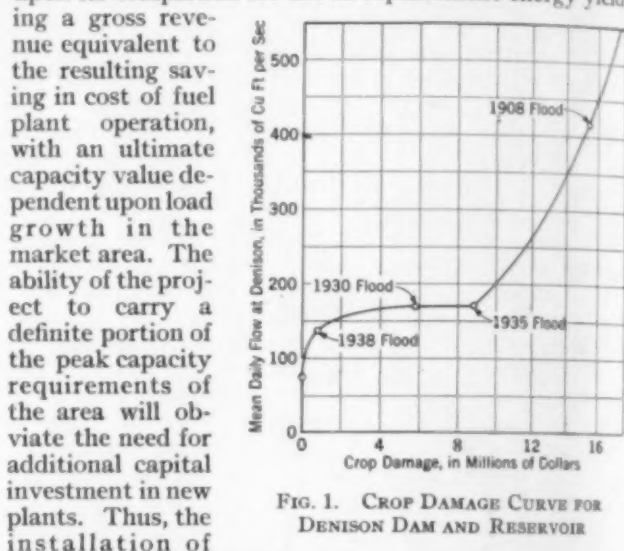 ing a gross reve-
nue equivalent to
the resulting sav-
ing in cost of fuel
plant operation,
with an ultimate
capacity value de-
pendent upon load
growth in the
market area. The
ability of the proj-
ect to carry a
definite portion of
the peak capacity
requirements of
the area will ob-
viate the need for
additional capital
investment in new
plants. Thus, the
installation of
Mean Daily Flow at Denison, in Thousands of Cu Ft per Sec
500
400
300
200
100
0
1908 Flood
1930 Flood
1935 Flood
1938 Flood
0 4 8 12 16
Crop Damage, in Millions of Dollars
FIG. 1. CROP DAMAGE CURVE FOR
DENISON DAM AND RESERVOIR